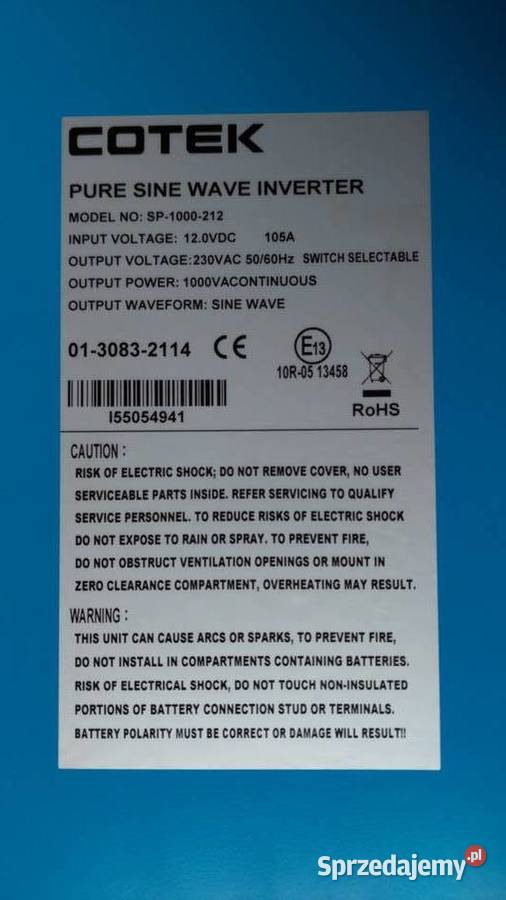 COTEK
PURE SINE WAVE INVERTER
MODEL NO: SP-1000-212
INPUT VOLTAGE: 12.0VDC 105A
OUTPUT VOLTAGE:230VAC 50/60Hz SWITCH SELECTABLE
OUTPUT POWER: 1000VACONTINUOUS
OUTPUT WAVEFORM: SINE WAVE
01-3083-2114 CE E13
10R-05 13458
I55054941
RoHS
CAUTION :
RISK OF ELECTRIC SHOCK; DO NOT REMOVE COVER, NO USER
SERVICEABLE PARTS INSIDE. REFER SERVICING TO QUALIFY
SERVICE PERSONNEL. TO REDUCE RISKS OF ELECTRIC SHOCK
DO NOT EXPOSE TO RAIN OR SPRAY. TO PREVENT FIRE,
DO NOT OBSTRUCT VENTILATION OPENINGS OR MOUNT IN
ZERO CLEARANCE COMPARTMENT, OVERHEATING MAY RESULT.
WARNING :
THIS UNIT CAN CAUSE ARCS OR SPARKS, TO PREVENT FIRE,
DO NOT INSTALL IN COMPARTMENTS CONTAINING BATTERIES.
RISK OF ELECTRICAL SHOCK, DO NOT TOUCH NON-INSULATED
PORTIONS OF BATTERY CONNECTION STUD OR TERMINALS.
BATTERY POLARITY MUST BE CORRECT OR DAMAGE WILL RESULT!!
Sprzedajemy.pl